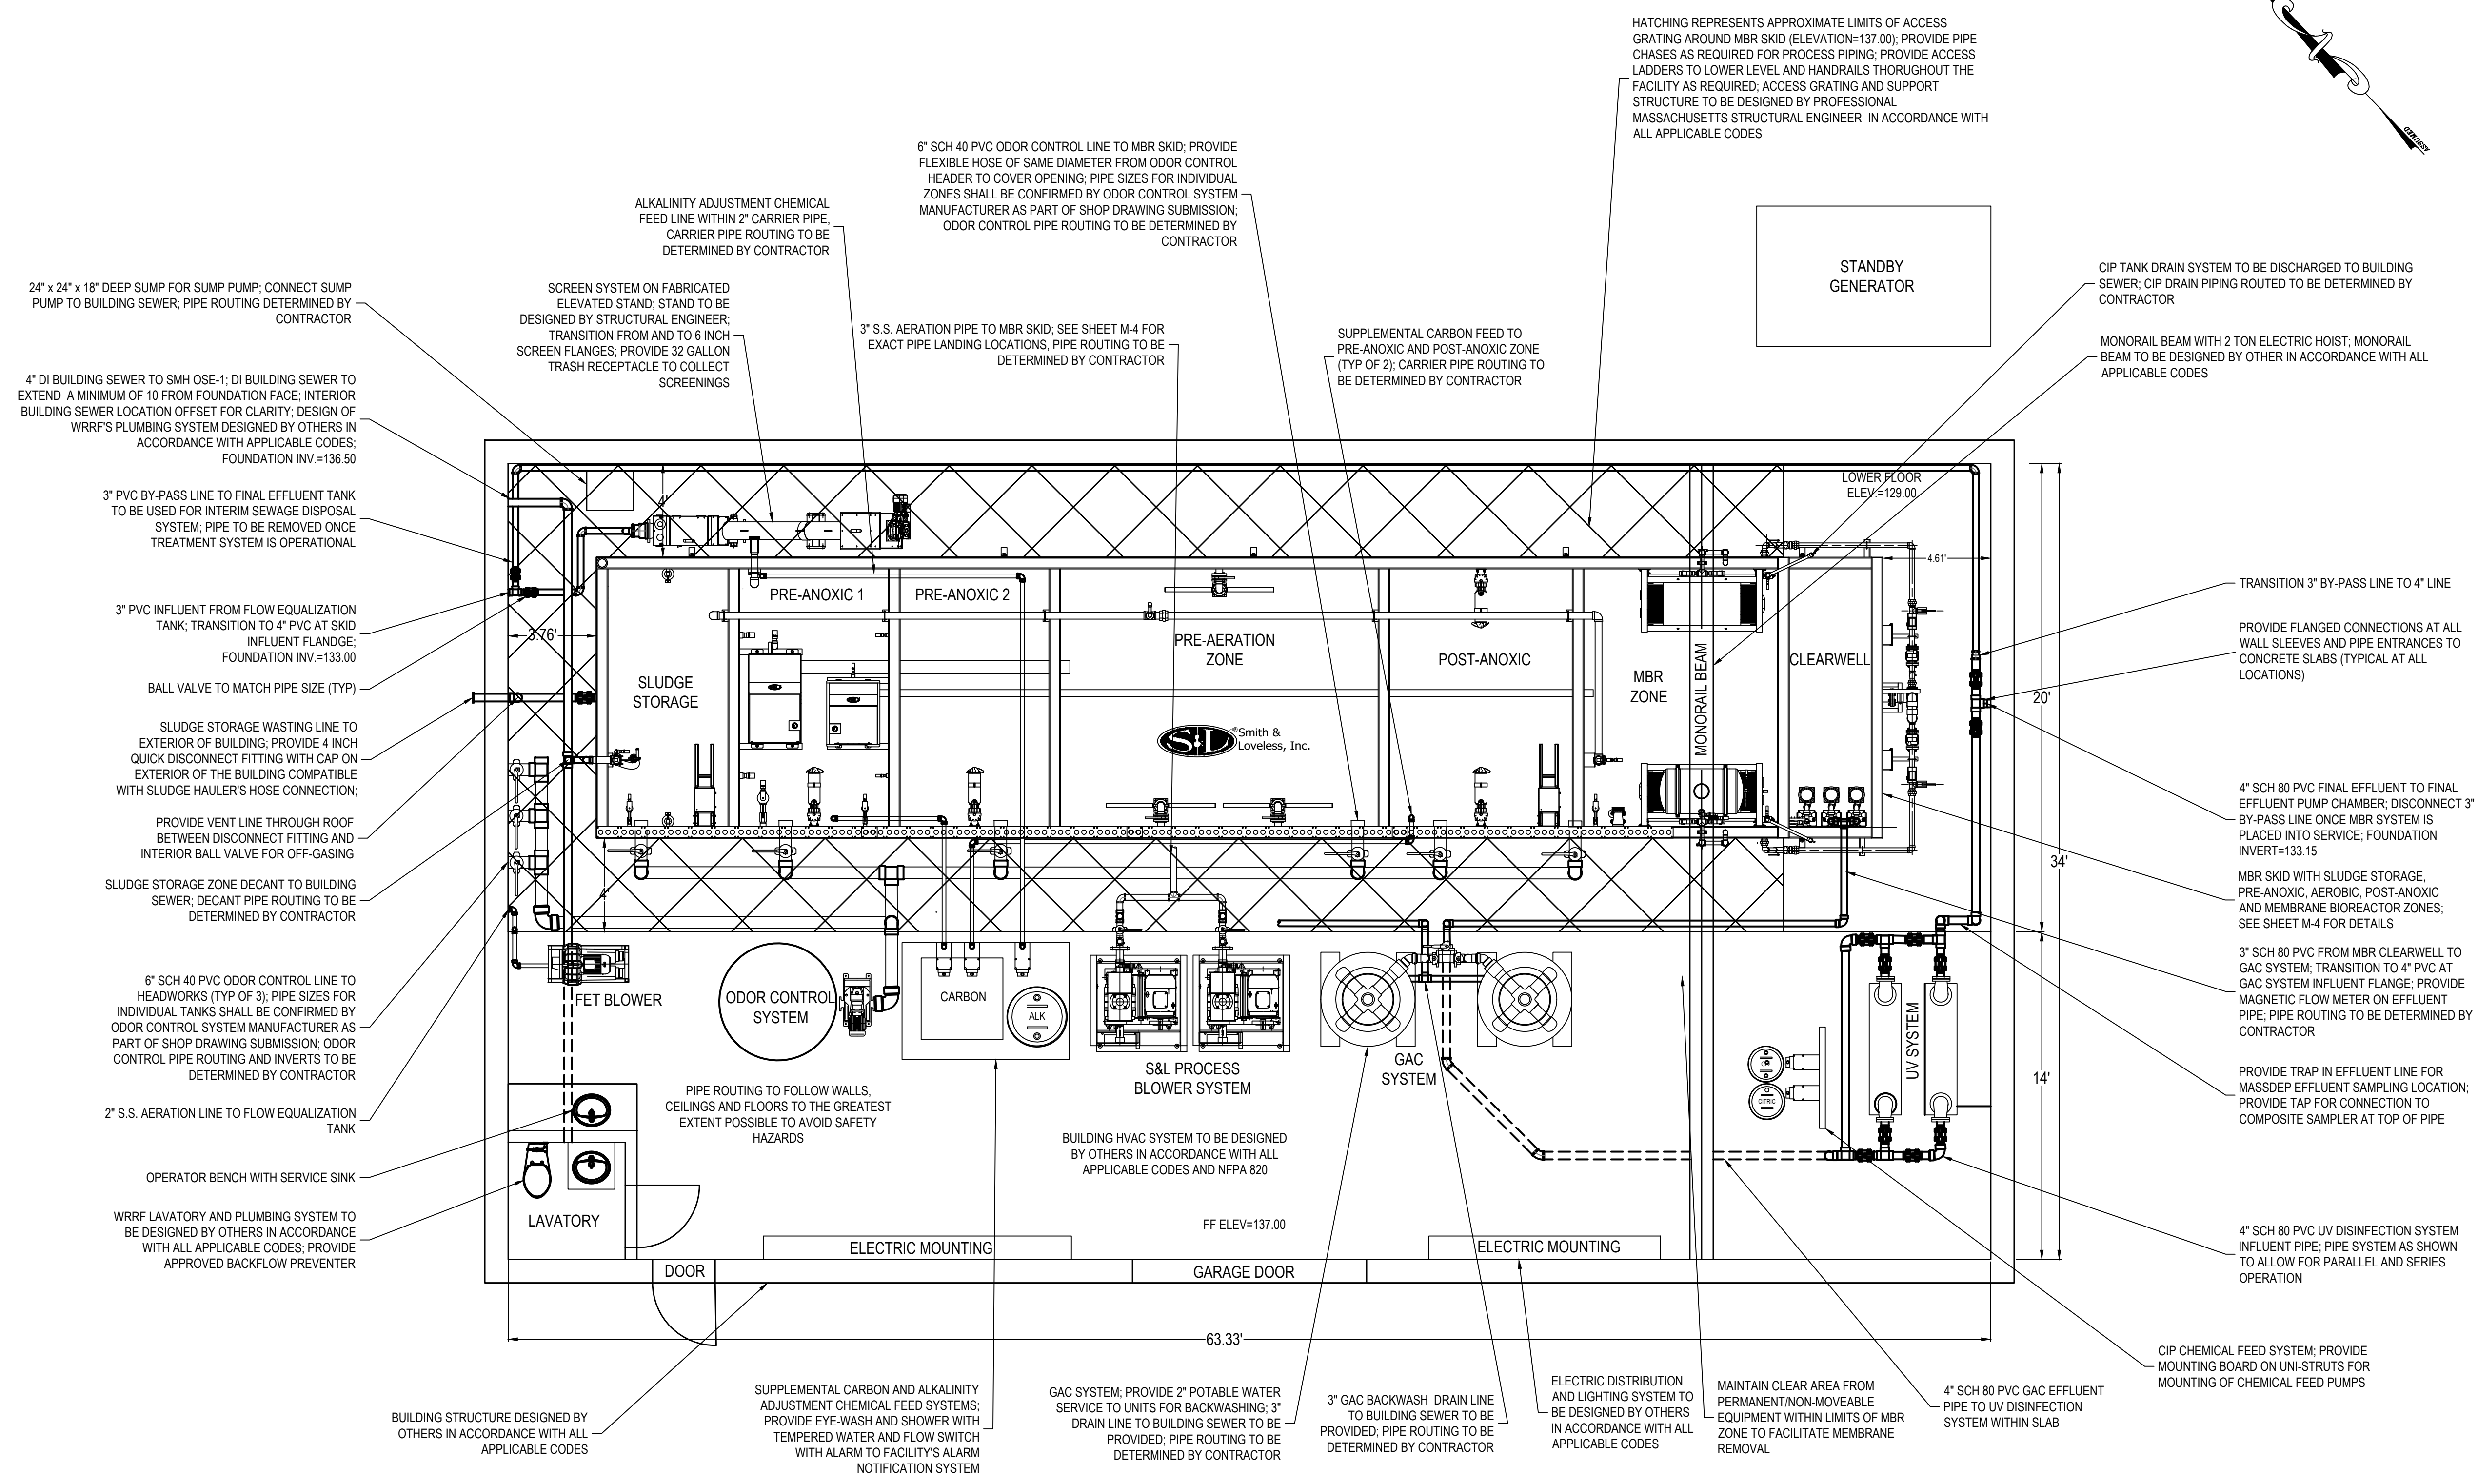 HATCHING REPRESENTS APPROXIMATE LIMITS OF ACCESS
GRATING AROUND MBR SKID (ELEVATION=137.00); PROVIDE PIPE
CHASES AS REQUIRED FOR PROCESS PIPING; PROVIDE ACCESS
LADDERS TO LOWER LEVEL AND HANDRAILS THORUGHOUT THE
FACILITY AS REQUIRED; ACCESS GRATING AND SUPPORT
STRUCTURE TO BE DESIGNED BY PROFESSIONAL
MASSACHUSETTS STRUCTURAL ENGINEER IN ACCORDANCE WITH
ALL APPLICABLE CODES
ASSUMED
6" SCH 40 PVC ODOR CONTROL LINE TO MBR SKID; PROVIDE
FLEXIBLE HOSE OF SAME DIAMETER FROM ODOR CONTROL
HEADER TO COVER OPENING; PIPE SIZES FOR INDIVIDUAL
ZONES SHALL BE CONFIRMED BY ODOR CONTROL SYSTEM
MANUFACTURER AS PART OF SHOP DRAWING SUBMISSION;
ODOR CONTROL PIPE ROUTING TO BE DETERMINED BY
CONTRACTOR
ALKALINITY ADJUSTMENT CHEMICAL
FEED LINE WITHIN 2" CARRIER PIPE,
CARRIER PIPE ROUTING TO BE
DETERMINED BY CONTRACTOR
STANDBY
GENERATOR
CIP TANK DRAIN SYSTEM TO BE DISCHARGED TO BUILDING
SEWER; CIP DRAIN PIPING ROUTED TO BE DETERMINED BY
CONTRACTOR
24" x 24" x 18" DEEP SUMP FOR SUMP PUMP; CONNECT SUMP
PUMP TO BUILDING SEWER; PIPE ROUTING DETERMINED BY
CONTRACTOR
SCREEN SYSTEM ON FABRICATED
ELEVATED STAND; STAND TO BE
DESIGNED BY STRUCTURAL ENGINEER;
TRANSITION FROM AND TO 6 INCH
SCREEN FLANGES; PROVIDE 32 GALLON
TRASH RECEPTACLE TO COLLECT
SCREENINGS
3" S.S. AERATION PIPE TO MBR SKID; SEE SHEET M-4 FOR
EXACT PIPE LANDING LOCATIONS, PIPE ROUTING TO BE
DETERMINED BY CONTRACTOR
SUPPLEMENTAL CARBON FEED TO
PRE-ANOXIC AND POST-ANOXIC ZONE
(TYP OF 2); CARRIER PIPE ROUTING TO
BE DETERMINED BY CONTRACTOR
MONORAIL BEAM WITH 2 TON ELECTRIC HOIST; MONORAIL
BEAM TO BE DESIGNED BY OTHER IN ACCORDANCE WITH ALL
APPLICABLE CODES
4" DI BUILDING SEWER TO SMH OSE-1; DI BUILDING SEWER TO
EXTEND A MINIMUM OF 10 FROM FOUNDATION FACE; INTERIOR
BUILDING SEWER LOCATION OFFSET FOR CLARITY; DESIGN OF
WRRF'S PLUMBING SYSTEM DESIGNED BY OTHERS IN
ACCORDANCE WITH APPLICABLE CODES;
FOUNDATION INV.=136.50
3" PVC BY-PASS LINE TO FINAL EFFLUENT TANK
TO BE USED FOR INTERIM SEWAGE DISPOSAL
SYSTEM; PIPE TO BE REMOVED ONCE
TREATMENT SYSTEM IS OPERATIONAL
3" PVC INFLUENT FROM FLOW EQUALIZATION
TANK; TRANSITION TO 4" PVC AT SKID
INFLUENT FLANDGE;
FOUNDATION INV.=133.00
BALL VALVE TO MATCH PIPE SIZE (TYP)
SLUDGE STORAGE WASTING LINE TO
EXTERIOR OF BUILDING; PROVIDE 4 INCH
QUICK DISCONNECT FITTING WITH CAP ON
EXTERIOR OF THE BUILDING COMPATIBLE
WITH SLUDGE HAULER'S HOSE CONNECTION;
PROVIDE VENT LINE THROUGH ROOF
BETWEEN DISCONNECT FITTING AND
INTERIOR BALL VALVE FOR OFF-GASING
SLUDGE STORAGE ZONE DECANT TO BUILDING
SEWER; DECANT PIPE ROUTING TO BE
DETERMINED BY CONTRACTOR
6" SCH 40 PVC ODOR CONTROL LINE TO
HEADWORKS (TYP OF 3); PIPE SIZES FOR
INDIVIDUAL TANKS SHALL BE CONFIRMED BY
ODOR CONTROL SYSTEM MANUFACTURER AS
PART OF SHOP DRAWING SUBMISSION; ODOR
CONTROL PIPE ROUTING AND INVERTS TO BE
DETERMINED BY CONTRACTOR
2" S.S. AERATION LINE TO FLOW EQUALIZATION
TANK
OPERATOR BENCH WITH SERVICE SINK
WRRF LAVATORY AND PLUMBING SYSTEM TO
BE DESIGNED BY OTHERS IN ACCORDANCE
WITH ALL APPLICABLE CODES; PROVIDE
APPROVED BACKFLOW PREVENTER
4'
LOWER FLOOR
ELEV.=129.00
4.61'
3.76'
PRE-ANOXIC 1
PRE-ANOXIC 2
SLUDGE
STORAGE
PRE-AERATION
ZONE
POST-ANOXIC
MBR
ZONE
MONORAIL BEAM
CLEARWELL
S&L
®Smith &
Loveless, Inc.
20'
34'
14'
4'
FET BLOWER
ODOR CONTROL
SYSTEM
CARBON
ALK
S&L PROCESS
BLOWER SYSTEM
GAC
SYSTEM
UV SYSTEM
CITRIC
PIPE ROUTING TO FOLLOW WALLS,
CEILINGS AND FLOORS TO THE GREATEST
EXTENT POSSIBLE TO AVOID SAFETY
HAZARDS
BUILDING HVAC SYSTEM TO BE DESIGNED
BY OTHERS IN ACCORDANCE WITH ALL
APPLICABLE CODES AND NFPA 820
LAVATORY
FF ELEV=137.00
ELECTRIC MOUNTING
ELECTRIC MOUNTING
DOOR
GARAGE DOOR
63.33'
TRANSITION 3" BY-PASS LINE TO 4" LINE
PROVIDE FLANGED CONNECTIONS AT ALL
WALL SLEEVES AND PIPE ENTRANCES TO
CONCRETE SLABS (TYPICAL AT ALL
LOCATIONS)
4" SCH 80 PVC FINAL EFFLUENT TO FINAL
EFFLUENT PUMP CHAMBER; DISCONNECT 3"
BY-PASS LINE ONCE MBR SYSTEM IS
PLACED INTO SERVICE; FOUNDATION
INVERT=133.15
MBR SKID WITH SLUDGE STORAGE,
PRE-ANOXIC, AEROBIC, POST-ANOXIC
AND MEMBRANE BIOREACTOR ZONES;
SEE SHEET M-4 FOR DETAILS
3" SCH 80 PVC FROM MBR CLEARWELL TO
GAC SYSTEM; TRANSITION TO 4" PVC AT
GAC SYSTEM INFLUENT FLANGE; PROVIDE
MAGNETIC FLOW METER ON EFFLUENT
PIPE; PIPE ROUTING TO BE DETERMINED BY
CONTRACTOR
PROVIDE TRAP IN EFFLUENT LINE FOR
MASSDEP EFFLUENT SAMPLING LOCATION;
PROVIDE TAP FOR CONNECTION TO
COMPOSITE SAMPLER AT TOP OF PIPE
4" SCH 80 PVC UV DISINFECTION SYSTEM
INFLUENT PIPE; PIPE SYSTEM AS SHOWN
TO ALLOW FOR PARALLEL AND SERIES
OPERATION
CIP CHEMICAL FEED SYSTEM; PROVIDE
MOUNTING BOARD ON UNI-STRUTS FOR
MOUNTING OF CHEMICAL FEED PUMPS
BUILDING STRUCTURE DESIGNED BY
OTHERS IN ACCORDANCE WITH ALL
APPLICABLE CODES
SUPPLEMENTAL CARBON AND ALKALINITY
ADJUSTMENT CHEMICAL FEED SYSTEMS;
PROVIDE EYE-WASH AND SHOWER WITH
TEMPERED WATER AND FLOW SWITCH
WITH ALARM TO FACILITY'S ALARM
NOTIFICATION SYSTEM
GAC SYSTEM; PROVIDE 2" POTABLE WATER
SERVICE TO UNITS FOR BACKWASHING; 3"
DRAIN LINE TO BUILDING SEWER TO BE
PROVIDED; PIPE ROUTING TO BE
DETERMINED BY CONTRACTOR
3" GAC BACKWASH DRAIN LINE
TO BUILDING SEWER TO BE
PROVIDED; PIPE ROUTING TO BE
DETERMINED BY CONTRACTOR
ELECTRIC DISTRIBUTION
AND LIGHTING SYSTEM TO
BE DESIGNED BY OTHERS
IN ACCORDANCE WITH ALL
APPLICABLE CODES
MAINTAIN CLEAR AREA FROM
PERMANENT/NON-MOVEABLE
EQUIPMENT WITHIN LIMITS OF MBR
ZONE TO FACILITATE MEMBRANE
REMOVAL
4" SCH 80 PVC GAC EFFLUENT
PIPE TO UV DISINFECTION
SYSTEM WITHIN SLAB